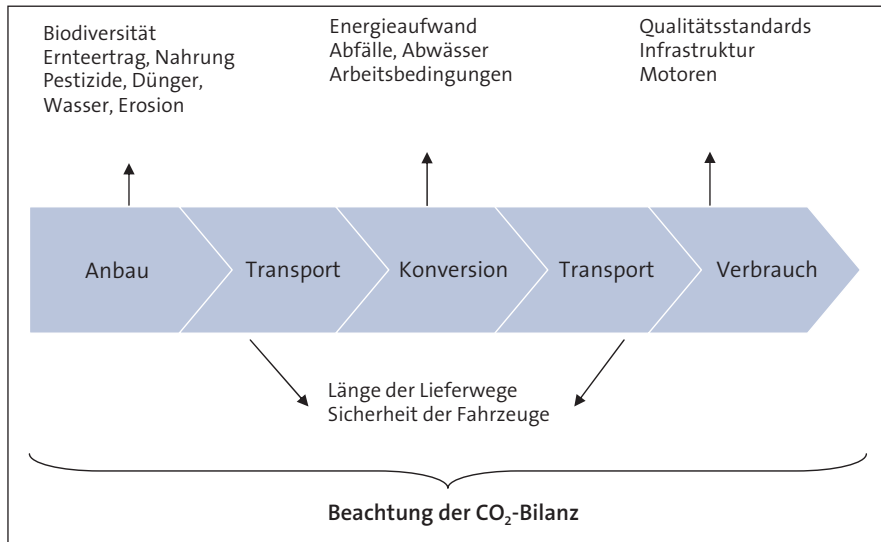 Biodiversität
Ernteertrag, Nahrung
Pestizide, Dünger,
Wasser, Erosion
Energieaufwand
Abfälle, Abwässer
Arbeitsbedingungen
Qualitätsstandards
Infrastruktur
Motoren
Anbau
Transport
Konversion
Transport
Verbrauch
Länge der Lieferwege
Sicherheit der Fahrzeuge
Beachtung der CO₂-Bilanz